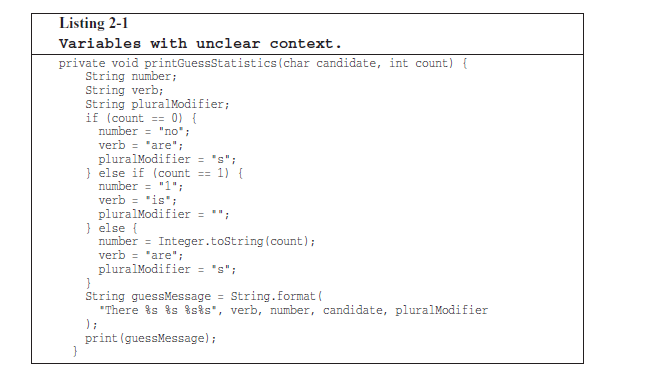 Listing 2-1
Variables with unclear context.
private void printGuessStatistics(char candidate, int count) {
String number;
String verb;
String pluralModifier;
if (count == 0) {
number = "no";
verb = "are";
pluralModifier = "s";
} else if (count == 1) {
number = "1";
verb = "is";
pluralModifier = "";
} else {
number = Integer.toString(count);
verb = "are";
pluralModifier = "s";
}
String guessMessage = String.format(
"There %s %s %s%s", verb, number, candidate, pluralModifier
);
print(guessMessage);
}